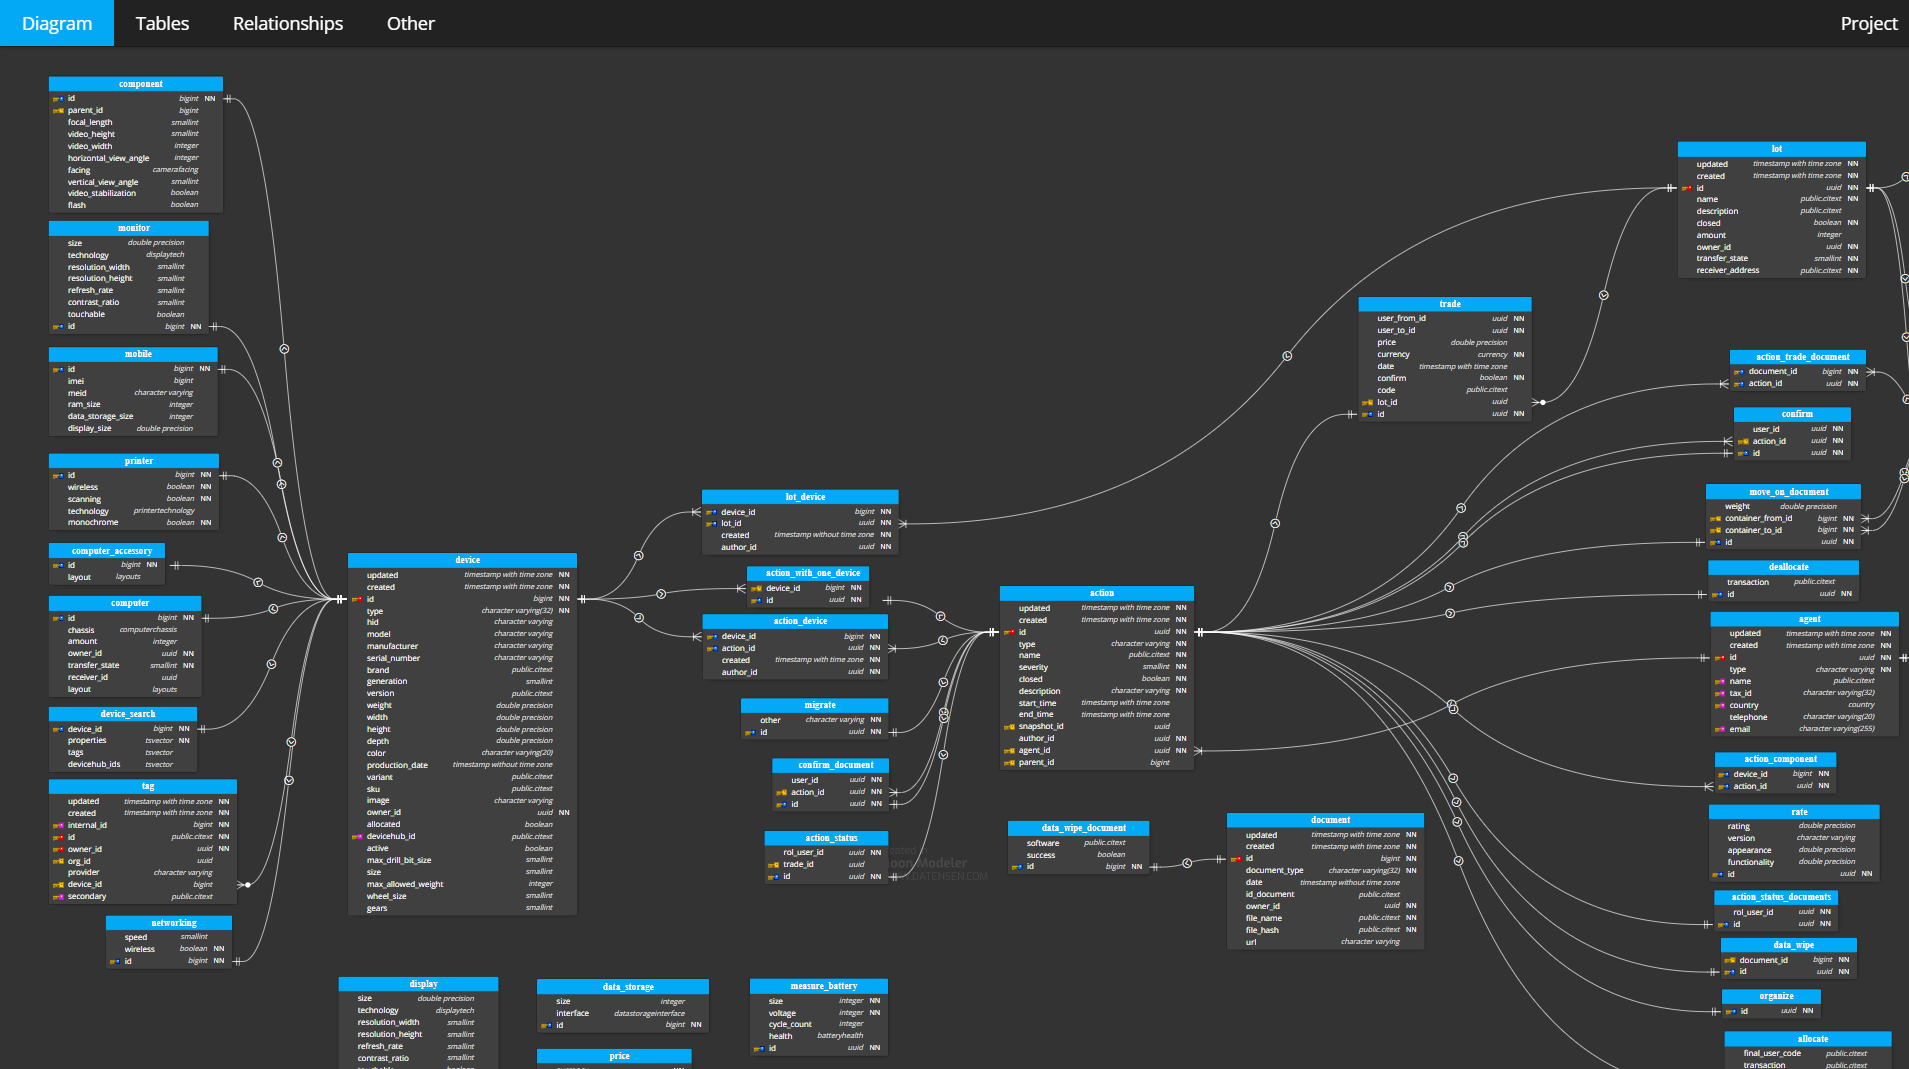 Diagram Tables Relationships Other Project
component
id bigint NN
parent_id bigint
focal_length smallint
video_height smallint
video_width integer
horizontal_view_angle integer
facing camerafacing
vertical_view_angle smallint
video_stabilization boolean
flash boolean
monitor
size double precision
technology displaytech
resolution_width smallint
resolution_height smallint
refresh_rate smallint
contrast_ratio smallint
touchable boolean
id bigint NN
mobile
id bigint NN
imei bigint
meid character varying
ram_size integer
data_storage_size integer
display_size double precision
printer
id bigint NN
wireless boolean NN
scanning boolean NN
technology printertechnology
monochrome boolean NN
computer_accessory
id bigint NN
layout layouts
computer
id bigint NN
chassis computerchassis
amount integer
owner_id uuid NN
transfer_state smallint NN
receiver_id uuid
layout layouts
device_search
device_id bigint NN
properties tsvector NN
tags tsvector
devicehub_ids tsvector
tag
updated timestamp with time zone NN
created timestamp with time zone NN
internal_id bigint NN
id public.citext NN
owner_id uuid NN
org_id uuid
provider character varying
device_id bigint
secondary public.citext
networking
speed smallint
wireless boolean NN
id bigint NN
device
updated timestamp with time zone NN
created timestamp with time zone NN
id bigint NN
type character varying(32) NN
hid character varying
model character varying
manufacturer character varying
serial_number character varying
brand public.citext
generation smallint
version public.citext
weight double precision
width double precision
height double precision
depth double precision
color character varying(20)
production_date timestamp without time zone
variant public.citext
sku public.citext
image character varying
owner_id uuid NN
allocated boolean
devicehub_id public.citext
active boolean
max_drill_bit_size smallint
size smallint
max_allowed_weight integer
wheel_size smallint
gears smallint
display
size double precision
technology displaytech
resolution_width smallint
resolution_height smallint
refresh_rate smallint
contrast_ratio smallint
data_storage
size integer
interface datastorageinterface
id bigint NN
price
lot_device
device_id bigint NN
lot_id uuid NN
created timestamp without time zone NN
author_id uuid NN
action_with_one_device
device_id bigint NN
id uuid NN
action_device
device_id bigint NN
action_id uuid NN
created timestamp with time zone NN
author_id uuid NN
migrate
other character varying NN
id uuid NN
confirm_document
user_id uuid NN
action_id uuid NN
id uuid NN
action_status
rol_user_id uuid NN
trade_id uuid
id uuid NN
oon Modeler
DATENSEN.COM
measure_battery
size integer NN
voltage integer NN
cycle_count integer
health batteryhealth
id uuid NN
action
updated timestamp with time zone NN
created timestamp with time zone NN
id uuid NN
type character varying NN
name public.citext NN
severity smallint NN
closed boolean NN
description character varying NN
start_time timestamp with time zone
end_time timestamp with time zone
snapshot_id uuid
author_id uuid NN
agent_id uuid NN
parent_id bigint
data_wipe_document
software public.citext
success boolean
id bigint NN
document
updated timestamp with time zone NN
created timestamp with time zone NN
id bigint NN
document_type character varying(32) NN
date timestamp without time zone
id_document public.citext
owner_id uuid NN
file_name public.citext NN
file_hash public.citext NN
url character varying
trade
user_from_id uuid NN
user_to_id uuid NN
price double precision
currency currency NN
date timestamp with time zone
confirm boolean NN
code public.citext
lot_id uuid
id uuid NN
lot
updated timestamp with time zone NN
created timestamp with time zone NN
id uuid NN
name public.citext NN
description public.citext
closed boolean NN
amount integer
owner_id uuid NN
transfer_state smallint NN
receiver_address public.citext NN
action_trade_document
document_id bigint NN
action_id uuid NN
confirm
user_id uuid NN
action_id uuid NN
id uuid NN
move_on_document
weight double precision
container_from_id bigint NN
container_to_id bigint NN
id uuid NN
deallocate
transaction public.citext
id uuid NN
agent
updated timestamp with time zone NN
created timestamp with time zone NN
id uuid NN
type character varying NN
name public.citext
tax_id character varying(32)
country country
telephone character varying(20)
email character varying(255)
action_component
device_id bigint NN
action_id uuid NN
rate
rating double precision
version character varying
appearance double precision
functionality double precision
id uuid NN
action_status_documents
rol_user_id uuid NN
id uuid NN
data_wipe
document_id bigint NN
id uuid NN
organize
id uuid NN
allocate
final_user_code public.citext
transaction public.citext